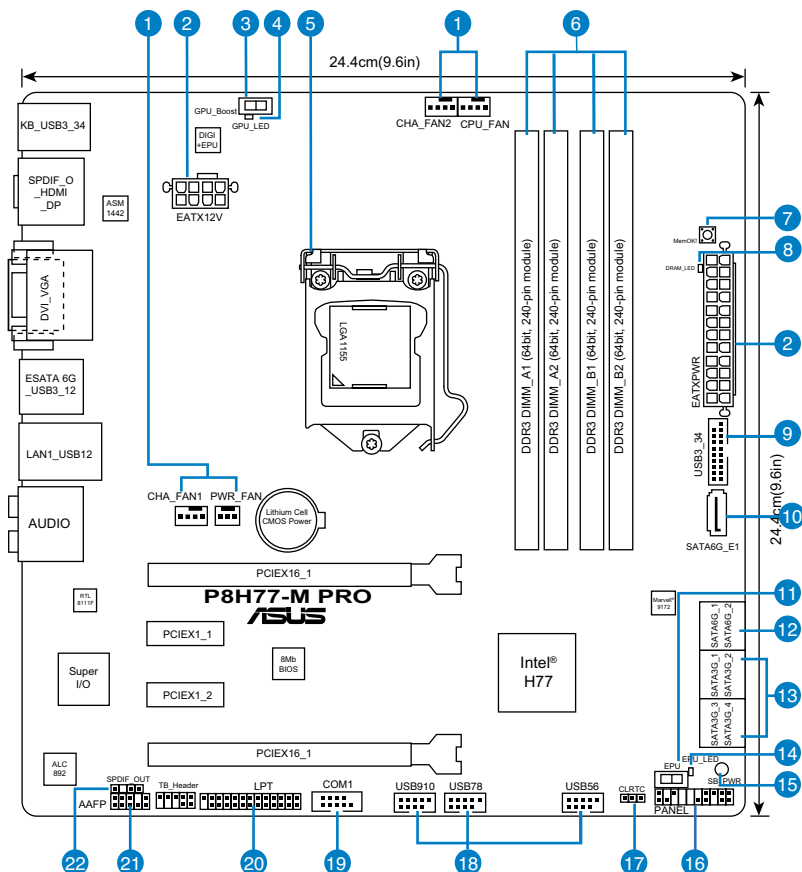 1
2
3
4
5
1
6
24.4cm(9.6in)
KB_USB3_34
GPU_Boost
GPU_LED
DIGI
+EPU
CHA_FAN2
CPU_FAN
SPDIF_O
_HDMI
_DP
ASM
1442
EATX12V
7
MemOK!
8
DRAM_LED
DVI_VGA
LGA1155
DDR3 DIMM_A1 (64bit, 240-pin module)
DDR3 DIMM_A2 (64bit, 240-pin module)
DDR3 DIMM_B1 (64bit, 240-pin module)
DDR3 DIMM_B2 (64bit, 240-pin module)
EATXPWR
2
ESATA 6G
_USB3_12
1
LAN1_USB12
USB3_34
9
24.4cm(9.6in)
CHA_FAN1
PWR_FAN
AUDIO
Lithium Cell
CMOS Power
10
SATA6G_E1
PCIEX16_1
P8H77-M PRO
ASUS
RTL
8111F
Marvell®
9172
11
SATA6G_1
SATA6G_2
12
PCIEX1_1
Super
I/O
8Mb
BIOS
Intel®
H77
SATA3G_1
SATA3G_2
13
PCIEX1_2
SATA3G_3
SATA3G_4
ALC
892
PCIEX16_1
14
EPU_LED
EPU
SB_PWR
15
SPDIF_OUT
TB_Header
LPT
COM1
USB910
USB78
USB56
CLRTC
AAFP
PANEL
22
21
20
19
18
17
16